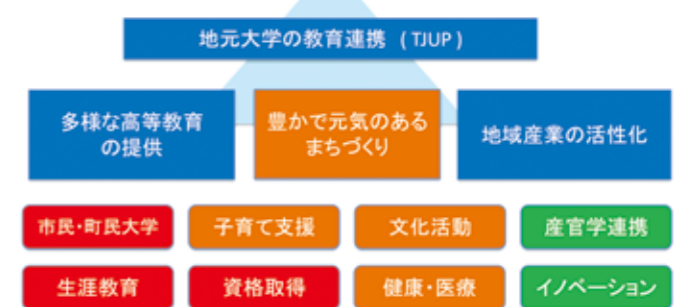 地元大学の教育連携 ( TJUP )
多様な高等教育
の提供
豊かで元気のある
まちづくり
地域産業の活性化
市民・町民大学
子育て支援
文化活動
産官学連携
生涯教育
資格取得
健康・医療
イノベーション